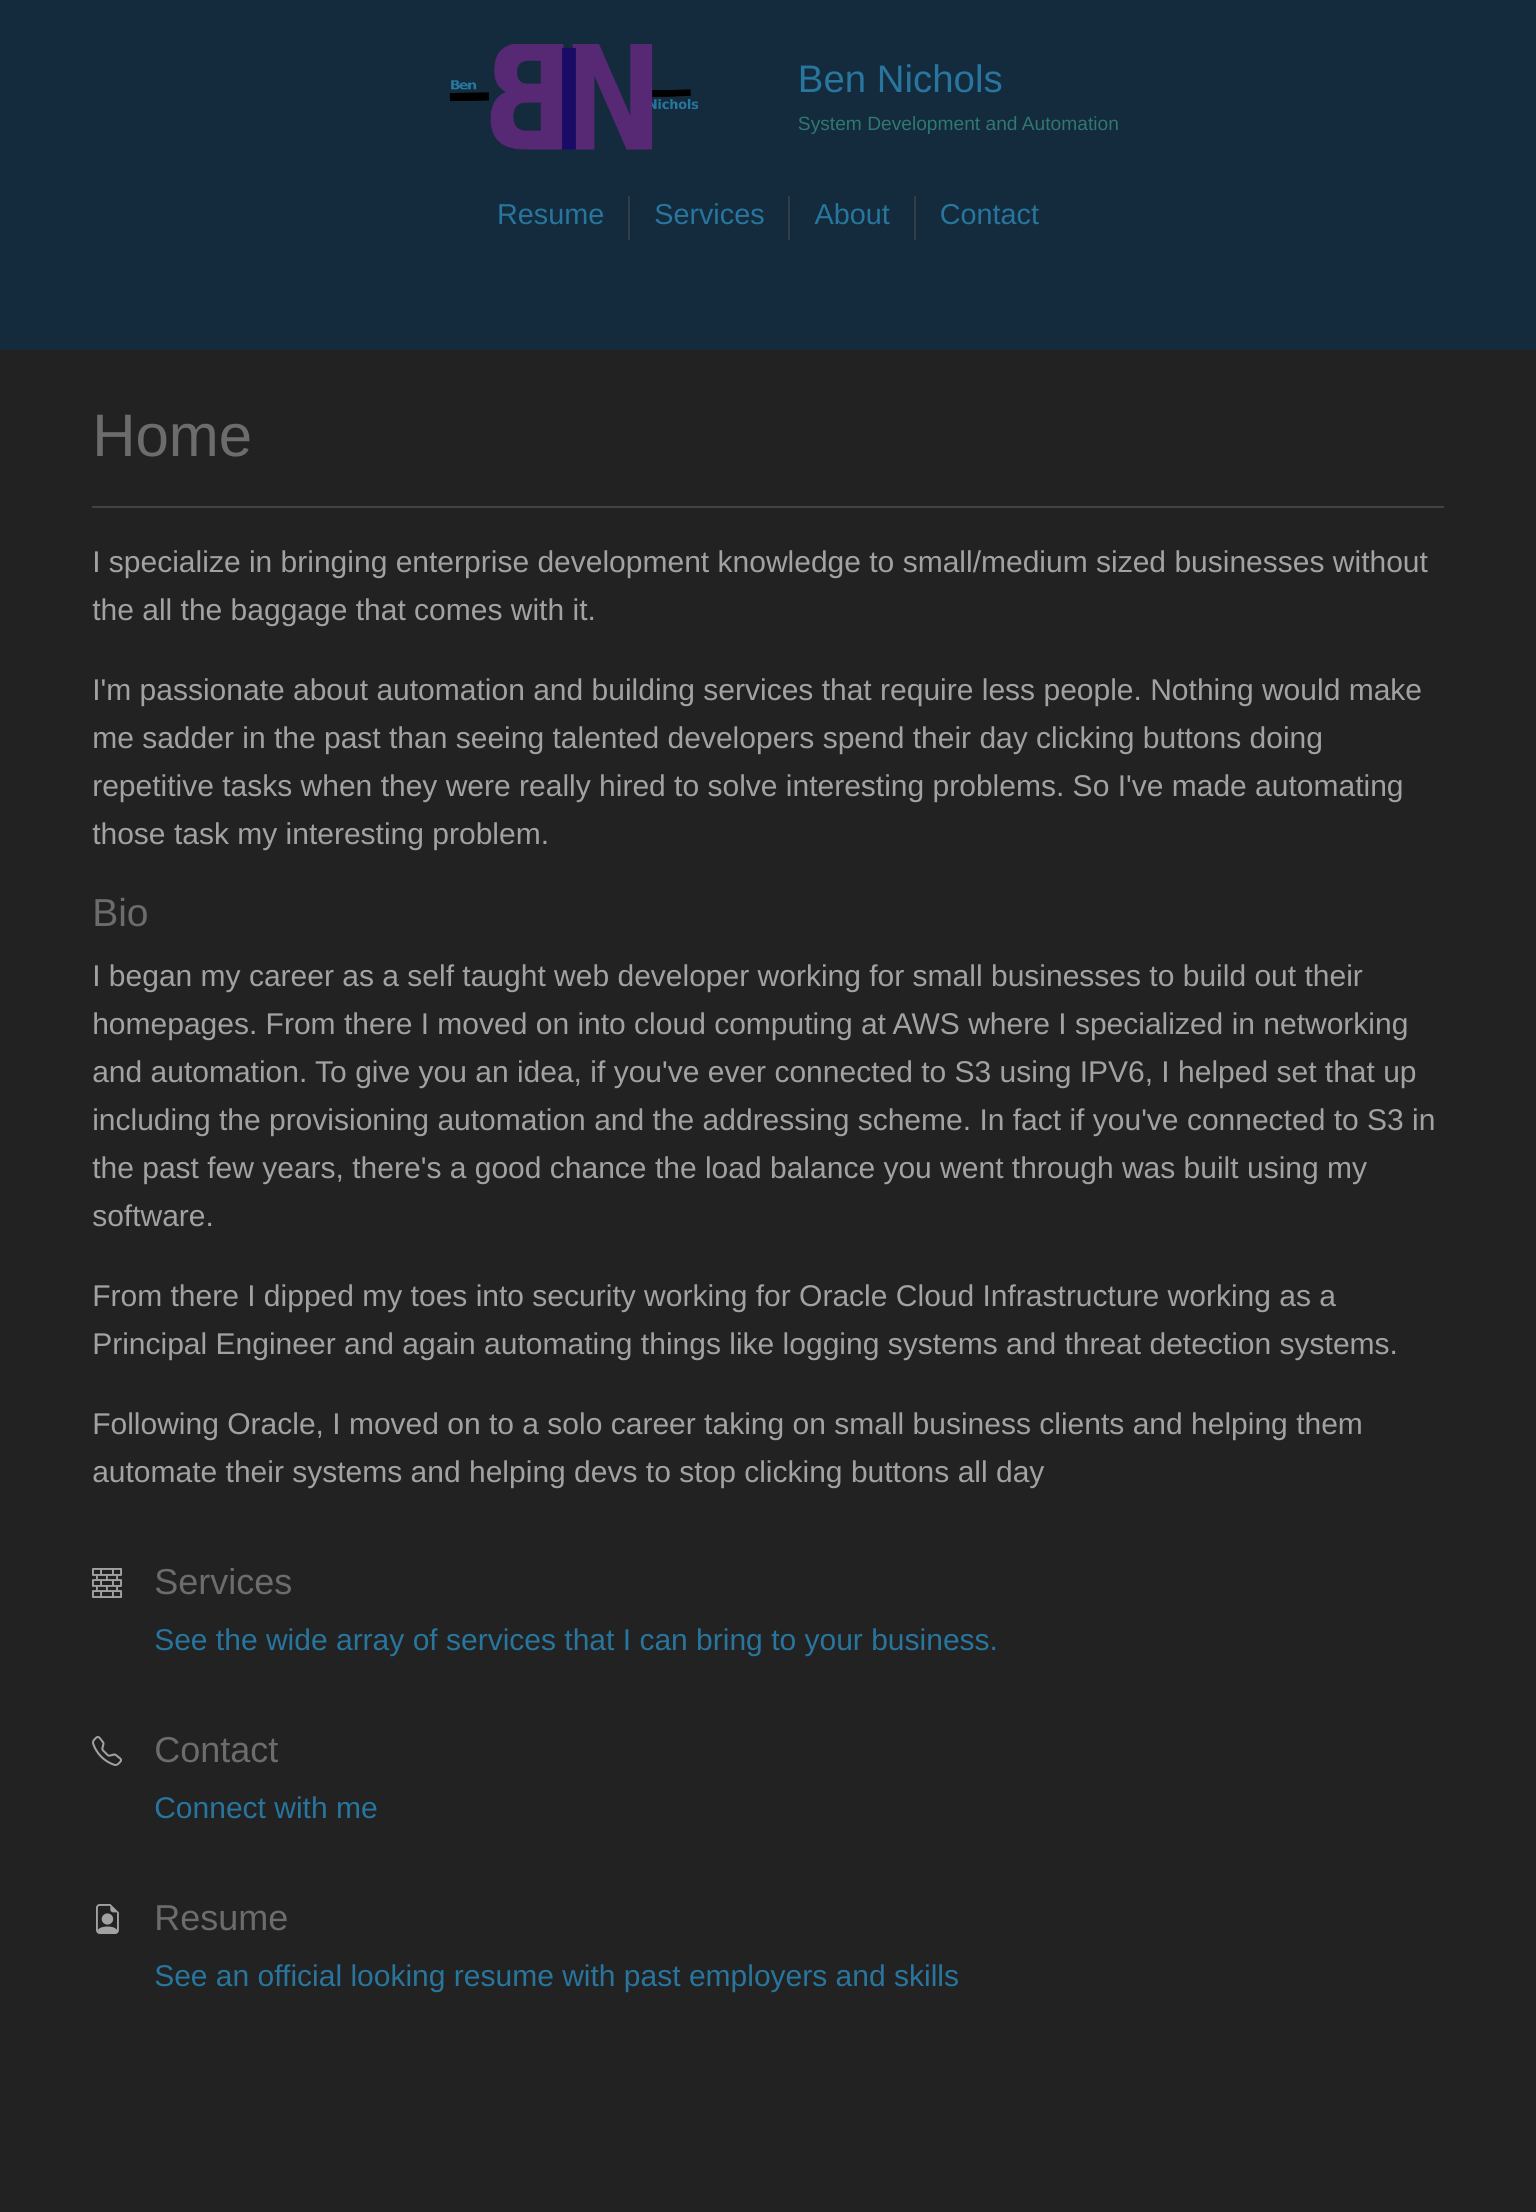 Ben
BN
Nichols
Ben Nichols
System Development and Automation
Resume
Services
About
Contact
Home
I specialize in bringing enterprise development knowledge to small/medium sized businesses without
the all the baggage that comes with it.
I'm passionate about automation and building services that require less people. Nothing would make
me sadder in the past than seeing talented developers spend their day clicking buttons doing
repetitive tasks when they were really hired to solve interesting problems. So I've made automating
those task my interesting problem.
Bio
I began my career as a self taught web developer working for small businesses to build out their
homepages. From there I moved on into cloud computing at AWS where I specialized in networking
and automation. To give you an idea, if you've ever connected to S3 using IPV6, I helped set that up
including the provisioning automation and the addressing scheme. In fact if you've connected to S3 in
the past few years, there's a good chance the load balance you went through was built using my
software.
From there I dipped my toes into security working for Oracle Cloud Infrastructure working as a
Principal Engineer and again automating things like logging systems and threat detection systems.
Following Oracle, I moved on to a solo career taking on small business clients and helping them
automate their systems and helping devs to stop clicking buttons all day
Services
See the wide array of services that I can bring to your business.
Contact
Connect with me
Resume
See an official looking resume with past employers and skills